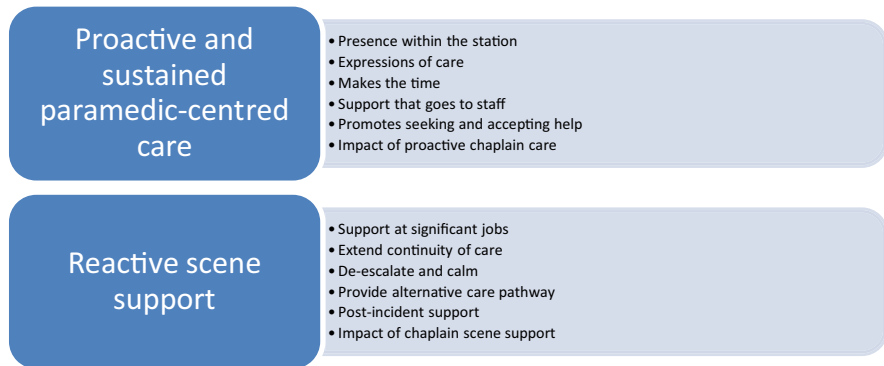 Proactive and
sustained
paramedic-centred
care
• Presence within the station
• Expressions of care
• Makes the time
• Support that goes to staff
• Promotes seeking and accepting help
• Impact of proactive chaplain care
Reactive scene
support
• Support at significant jobs
• Extend continuity of care
• De-escalate and calm
• Provide alternative care pathway
• Post-incident support
• Impact of chaplain scene support